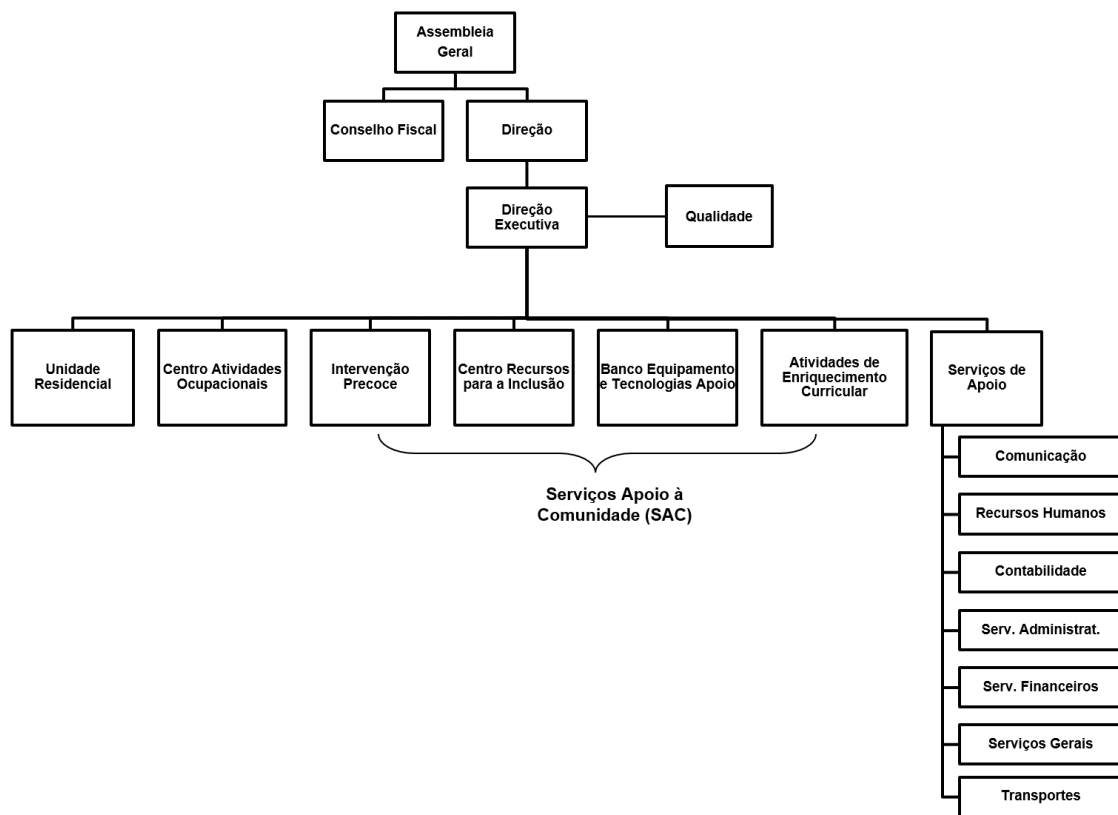 Assembleia
Geral
Conselho Fiscal
Direção
Direção
Executiva
Qualidade
Unidade
Residencial
Centro Atividades
Ocupacionais
Intervenção
Precoce
Centro Recursos
para a Inclusão
Banco Equipamento
e Tecnologias Apoio
Atividades de
Enriquecimento
Curricular
Serviços de
Apoio
Serviços Apoio à
Comunidade (SAC)
Comunicação
Recursos Humanos
Contabilidade
Serv. Administrat.
Serv. Financeiros
Serviços Gerais
Transportes